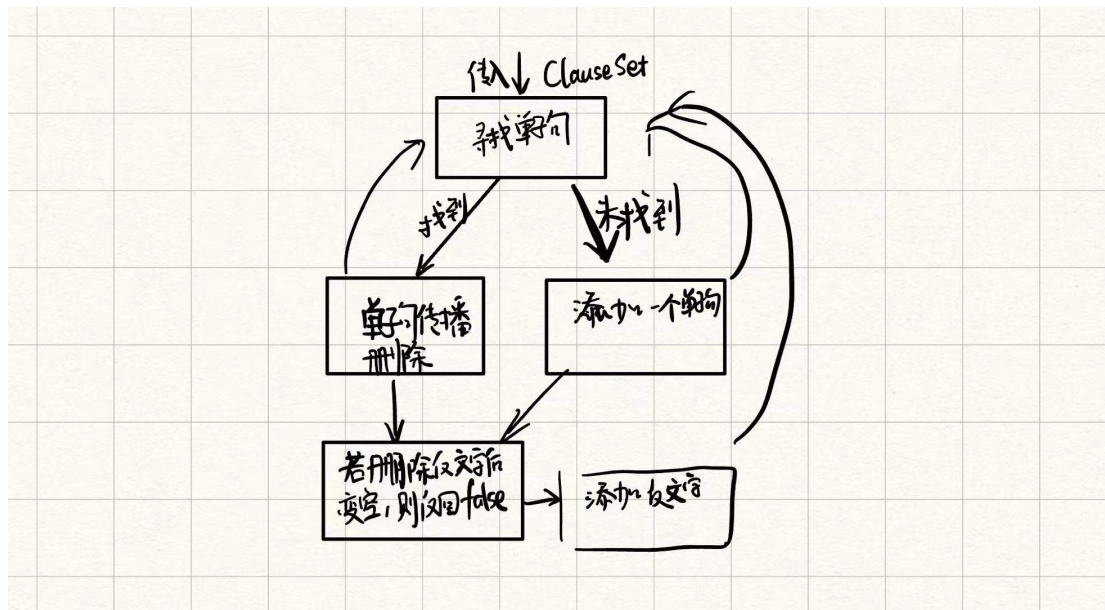 传入 ClauseSet
寻找单子句
找到
未找到
单子句传播
删除
添加一个单子句
若删除反文字后
变空，则返回false
添加反文字